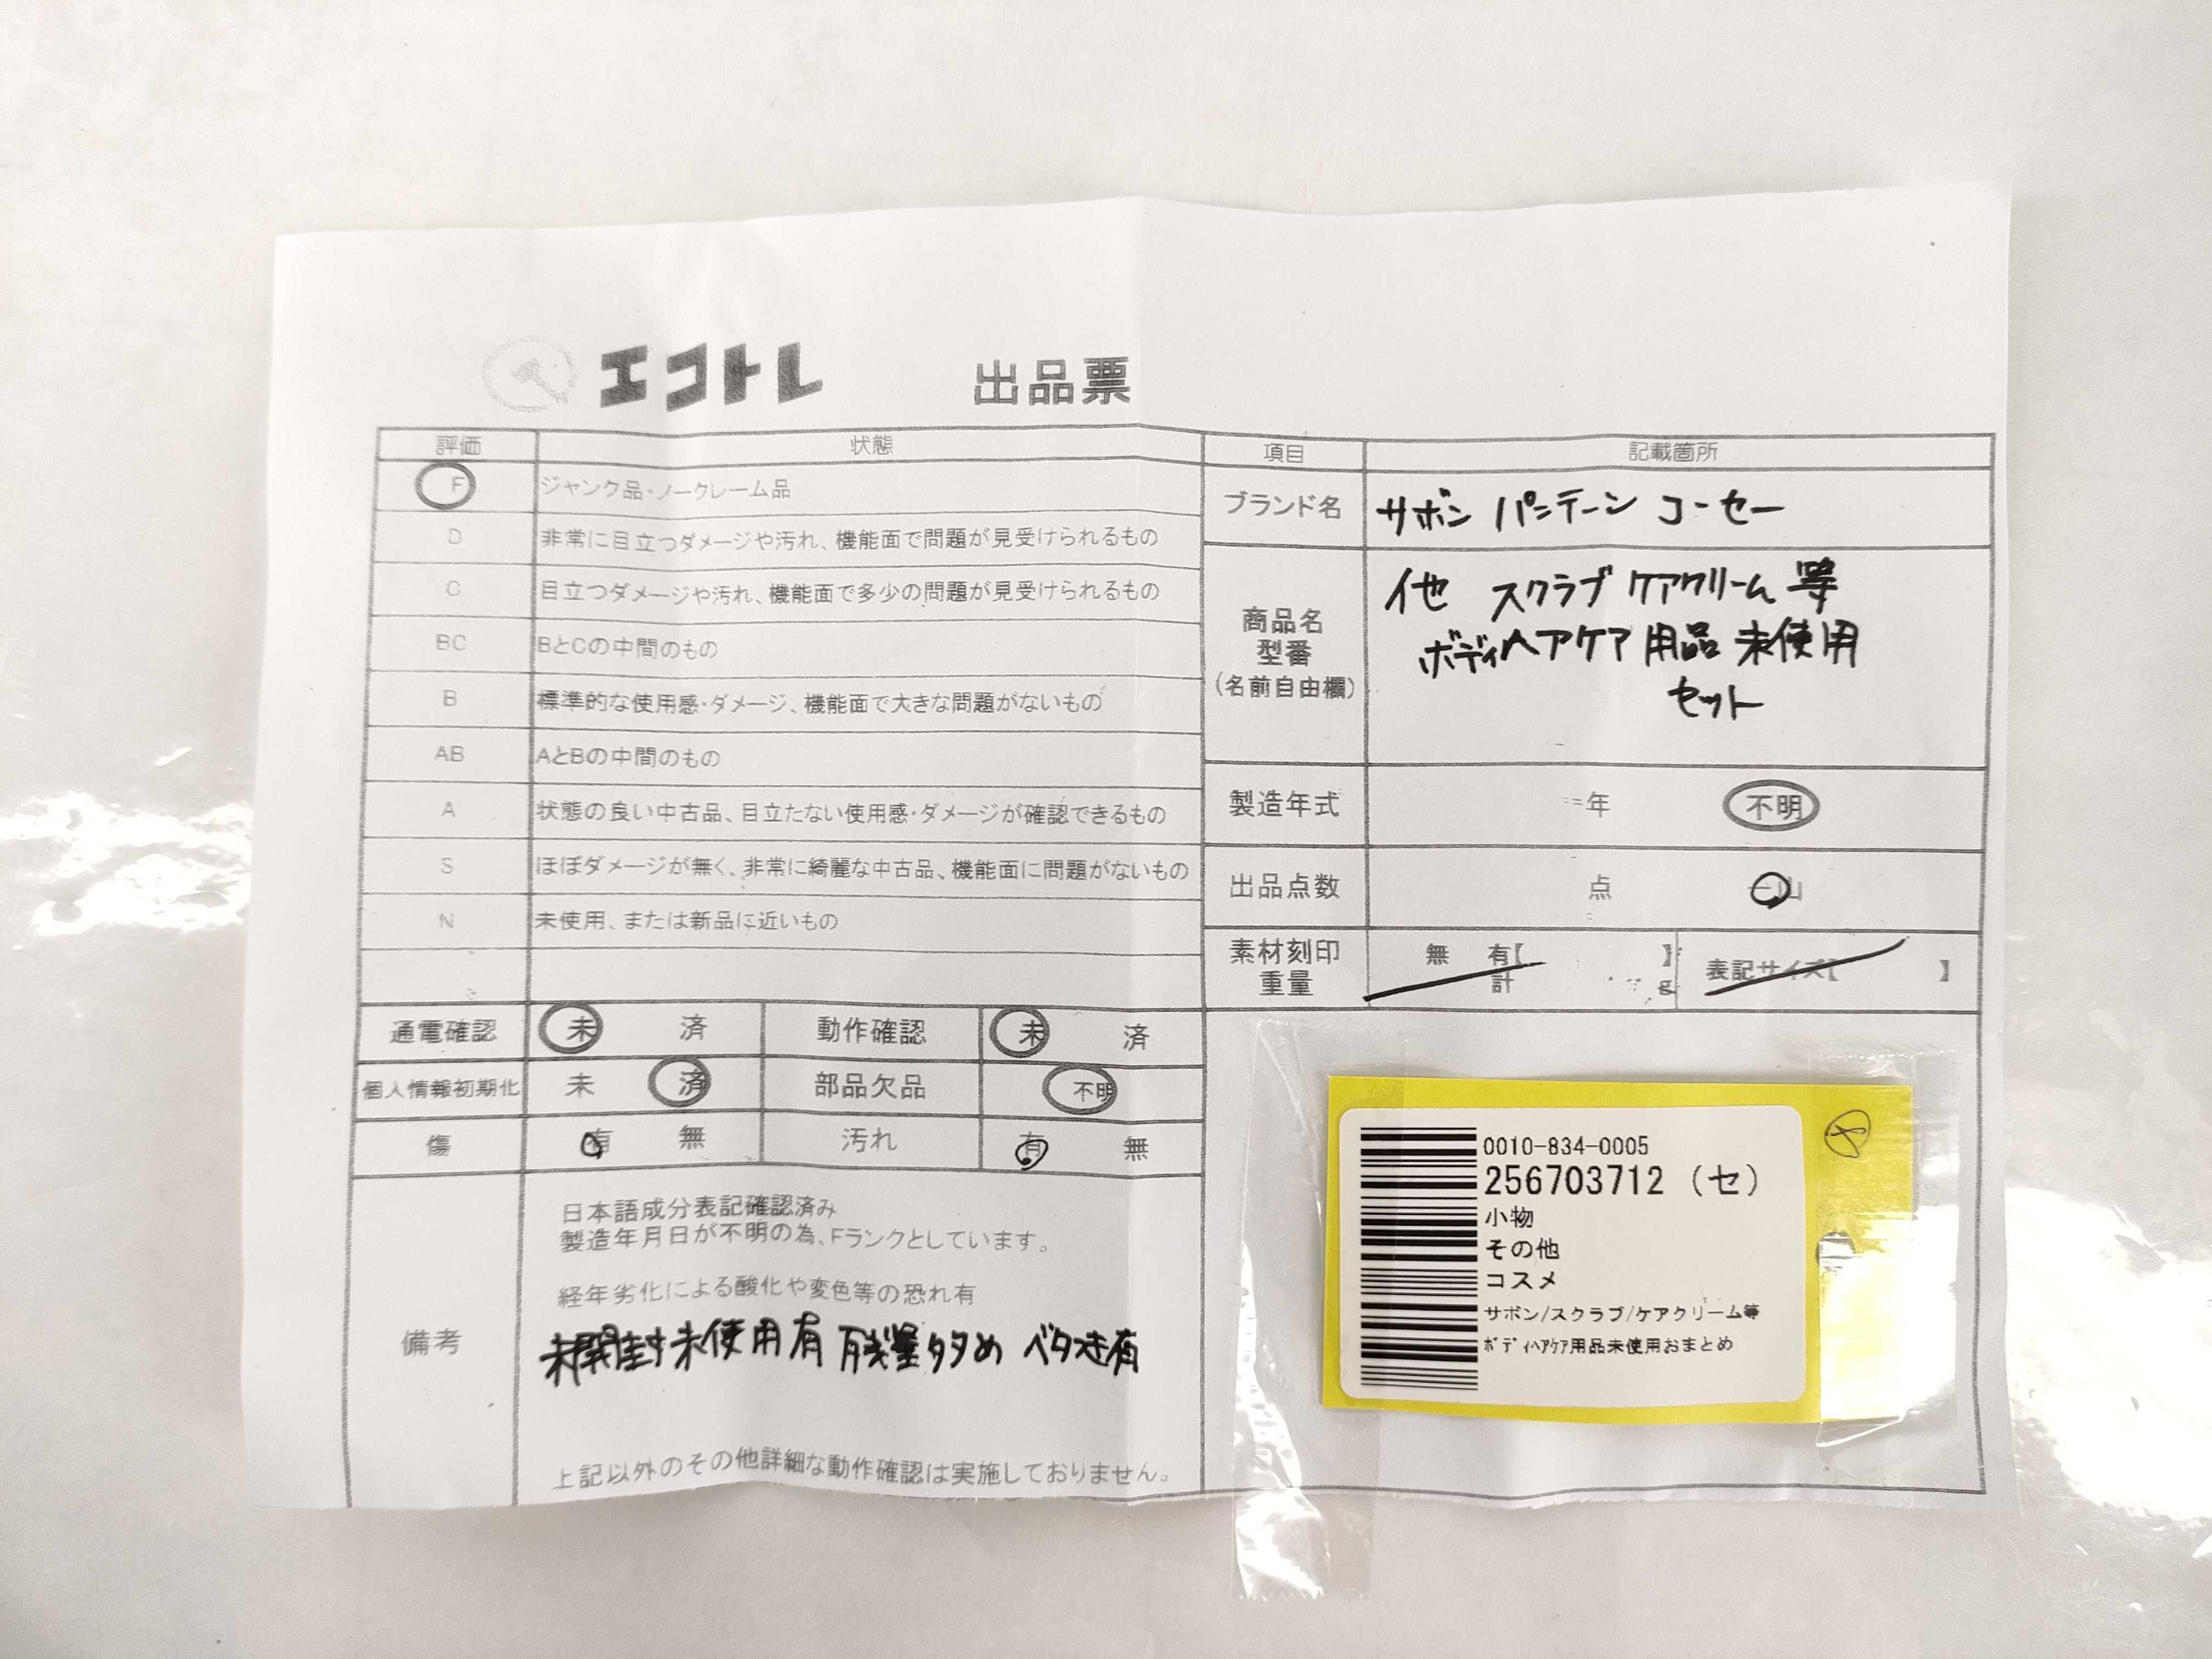 エコトレ 出品票
評価 状態
F ジャンク品・ノークレーム品
D 非常に目立つダメージや汚れ、機能面で問題が見受けられるもの
C 目立つダメージや汚れ、機能面で多少の問題が見受けられるもの
BC BとCの中間のもの
B 標準的な使用感・ダメージ、機能面で大きな問題がないもの
AB AとBの中間のもの
A 状態の良い中古品、目立たない使用感・ダメージが確認できるもの
S ほぼダメージが無く、非常に綺麗な中古品、機能面に問題がないもの
N 未使用、または新品に近いもの
通電確認 未 済 動作確認 未 済
個人情報初期化 未 済 部品欠品 不明
傷 有 無 汚れ 有 無
備考
日本語成分表記確認済み
製造年月日が不明の為、Fランクとしています。
経年劣化による酸化や変色等の恐れ有
未開封未使用有 残量多め ベタつき有
上記以外のその他詳細な動作確認は実施しておりません。
項目 記載箇所
ブランド名 サボン パンテーン コーセー
商品名
型番
(名前自由欄)
他 スクラブ ケアクリーム 等
ボディヘアケア用品 未使用
セット
製造年式 年 不明
出品点数 点 一山
素材刻印 無 有【 】 表記サイズ【 】
重量 計 g
0010-834-0005
256703712 (セ)
小物
その他
コスメ
サボン/スクラブ/ケアクリーム等
ボディヘアケア用品未使用おまとめ